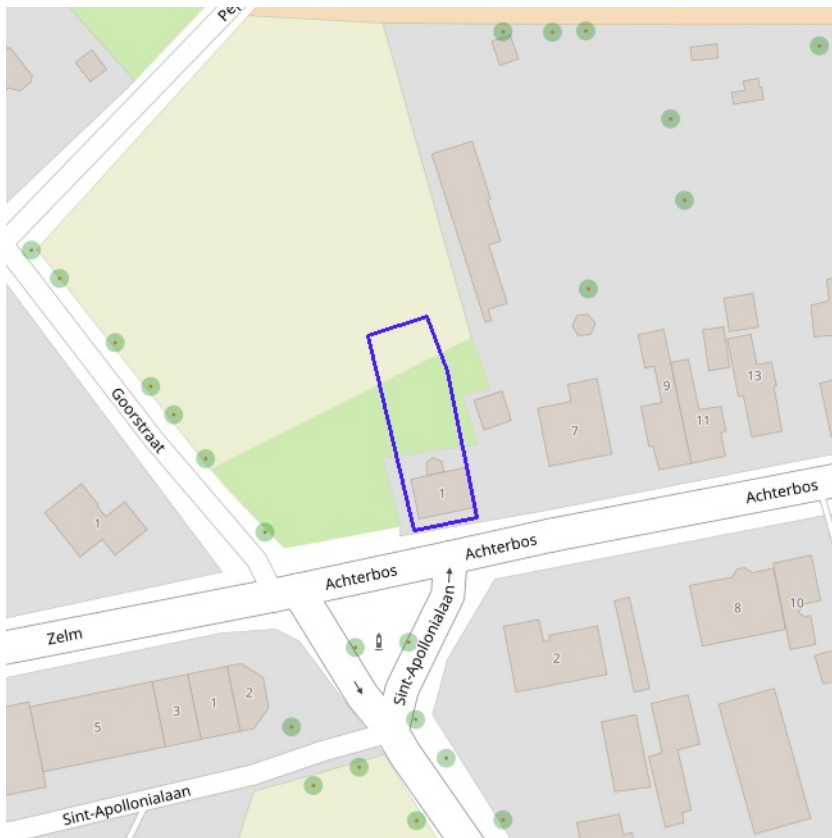 Goorstraat
1
1
7
9
11
13
Achterbos
Achterbos
Achterbos
Zelm
Sint-Apollonialaan
2
8
10
5
3
1
2
Sint-Apollonialaan